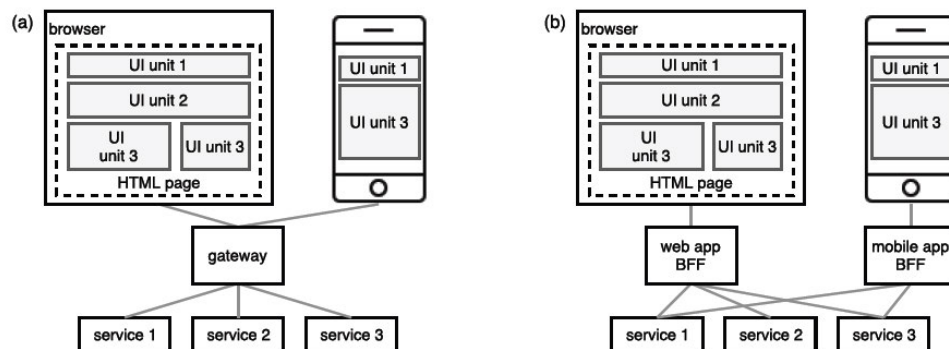 (a)
browser
UI unit 1
UI unit 2
UI
unit 3
UI unit 3
HTML page
UI unit 1
UI unit 3
gateway
service 1
service 2
service 3
(b)
browser
UI unit 1
UI unit 2
UI
unit 3
UI unit 3
HTML page
UI unit 1
UI unit 3
web app
BFF
mobile app
BFF
service 1
service 2
service 3